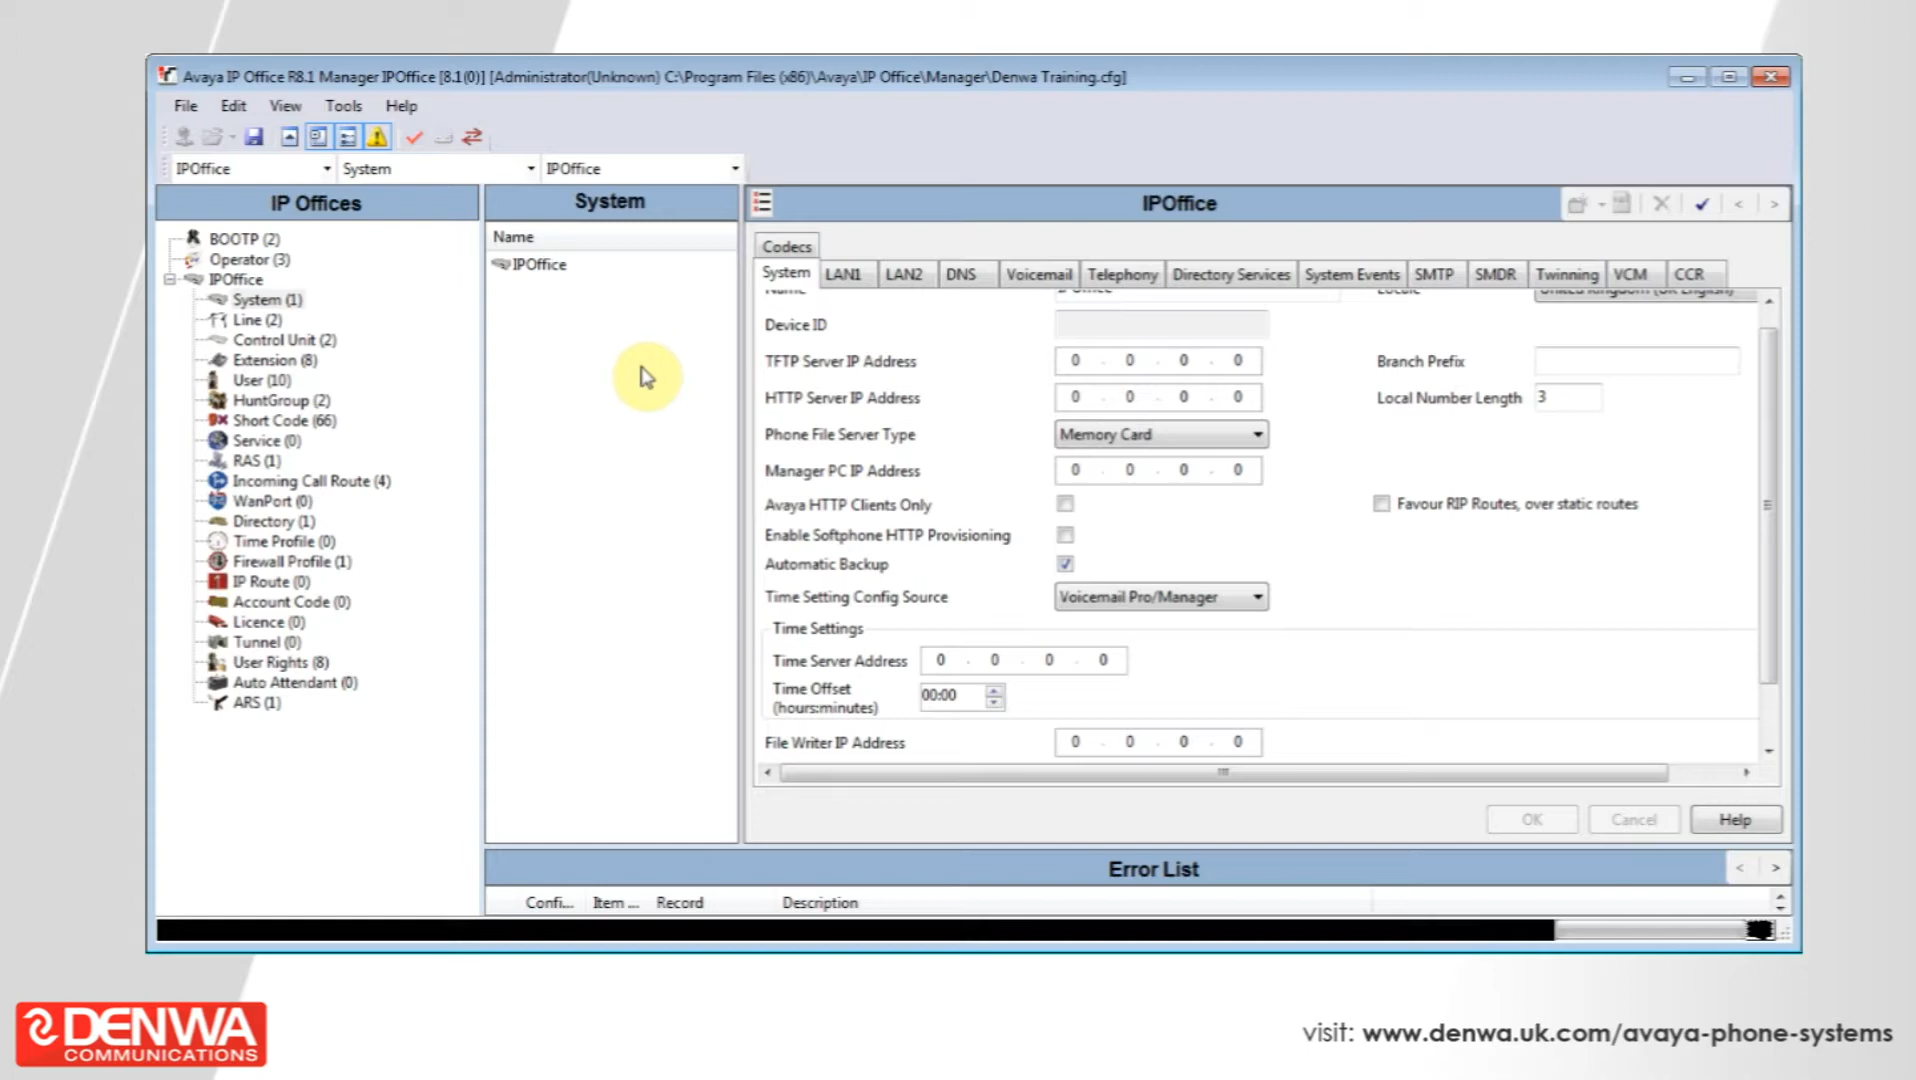 Avaya IP Office R8.1 Manager IPOffice [8.1(0)] [Administrator(Unknown) C:\Program Files (x86)\Avaya\IP Office\Manager\Denwa Training.cfg]
File Edit View Tools Help
IPOffice System IPOffice
IP Offices
BOOTP (2)
Operator (3)
IPOffice
System (1)
Line (2)
Control Unit (2)
Extension (8)
User (10)
HuntGroup (2)
Short Code (66)
Service (0)
RAS (1)
Incoming Call Route (4)
WanPort (0)
Directory (1)
Time Profile (0)
Firewall Profile (1)
IP Route (0)
Account Code (0)
Licence (0)
Tunnel (0)
User Rights (8)
Auto Attendant (0)
ARS (1)
System
Name
IPOffice
IPOffice
Codecs
System LAN1 LAN2 DNS Voicemail Telephony Directory Services System Events SMTP SMDR Twinning VCM CCR
Name IPOffice Locale United Kingdom (UK English)
Device ID
TFTP Server IP Address 0 . 0 . 0 . 0 Branch Prefix
HTTP Server IP Address 0 . 0 . 0 . 0 Local Number Length 3
Phone File Server Type Memory Card
Manager PC IP Address 0 . 0 . 0 . 0
Avaya HTTP Clients Only Favour RIP Routes, over static routes
Enable Softphone HTTP Provisioning
Automatic Backup
Time Setting Config Source Voicemail Pro/Manager
Time Settings
Time Server Address 0 . 0 . 0 . 0
Time Offset 00:00
(hours:minutes)
File Writer IP Address 0 . 0 . 0 . 0
OK Cancel Help
Error List
Confi... Item ... Record Description
DENWA
COMMUNICATIONS
visit: www.denwa.uk.com/avaya-phone-systems